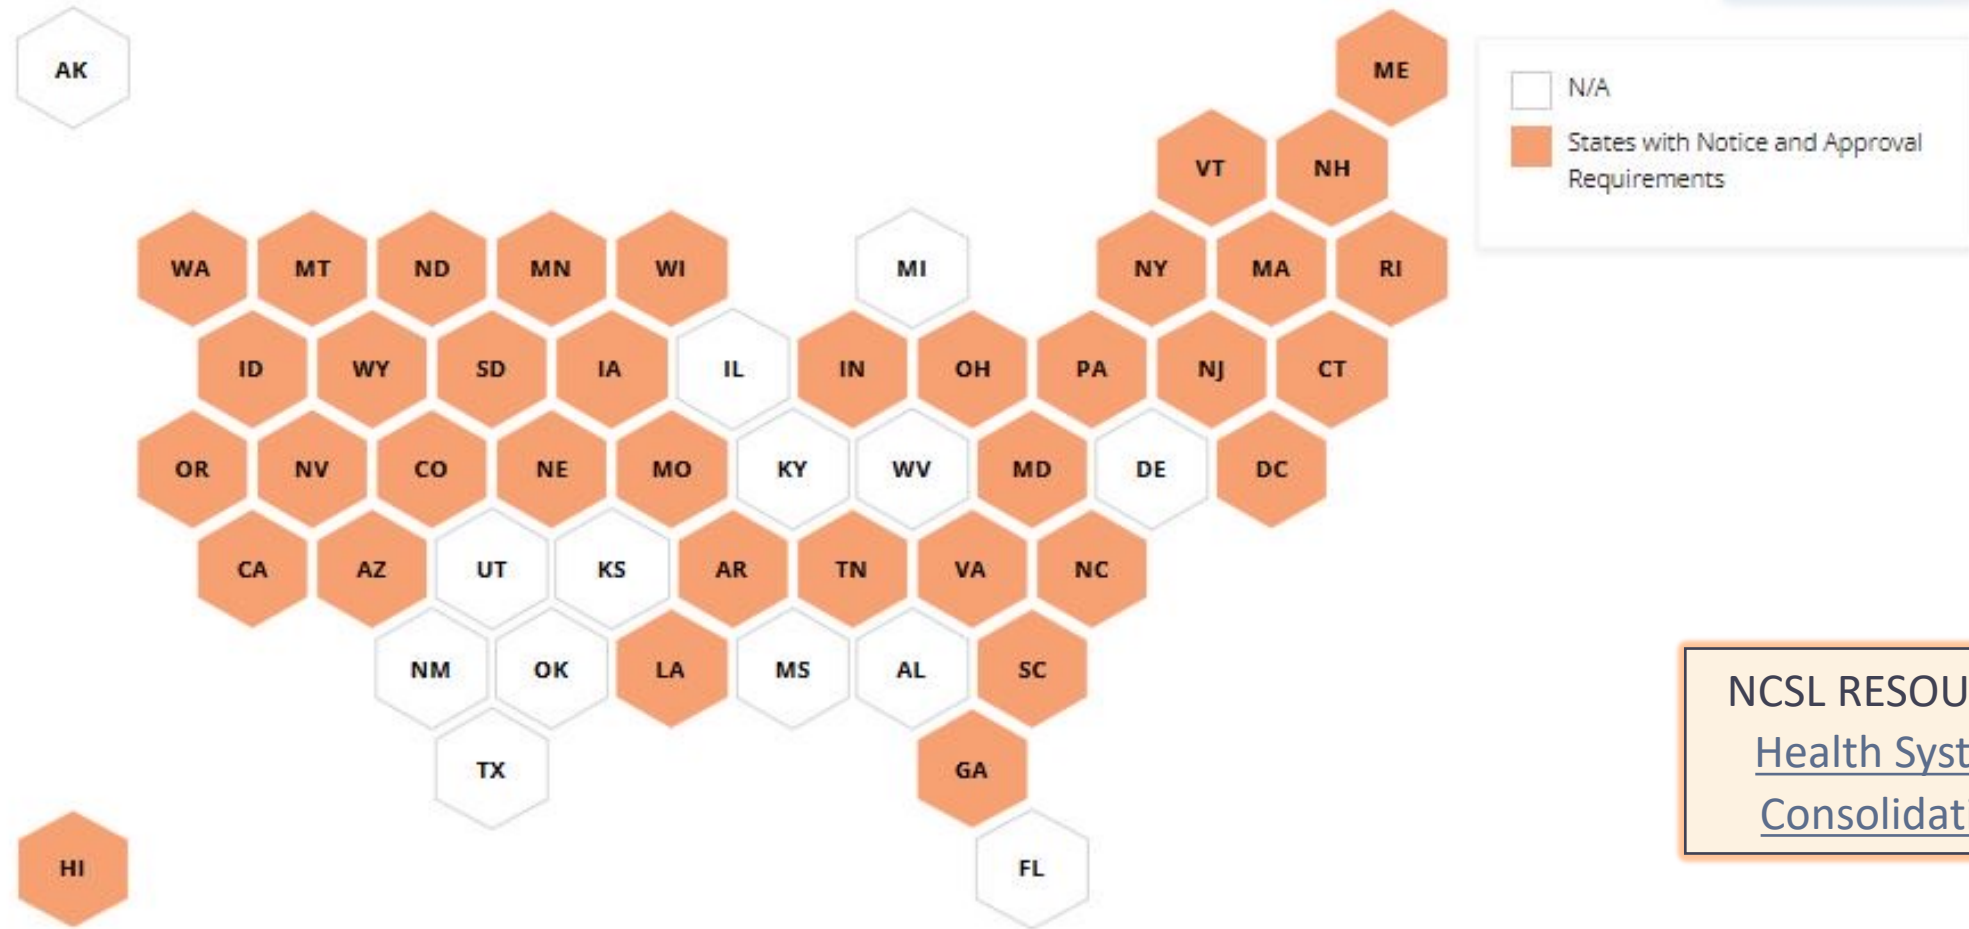 AK
ME
N/A
States with Notice and Approval
Requirements
VT NH
WA MT ND MN WI MI NY MA RI
ID WY SD IA IL IN OH PA NJ CT
OR NV CO NE MO KY WV MD DE DC
CA AZ UT KS AR TN VA NC
NM OK LA MS AL SC
TX GA
HI FL
NCSL RESOU
Health Syst
Consolidati